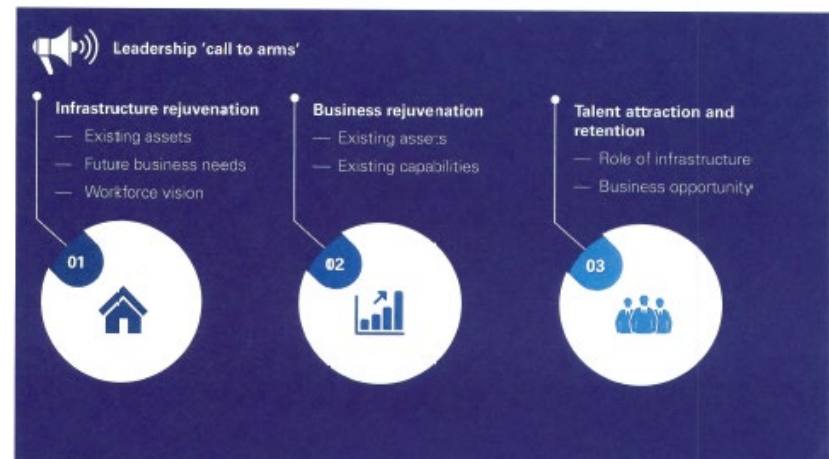 Leadership 'call to arms'
Infrastructure rejuvenation
— Existing assets
— Future business needs
— Workforce vision
01
Business rejuvenation
— Existing assets
— Existing capabilities
02
Talent attraction and
retention
— Role of infrastructure
— Business opportunity
03